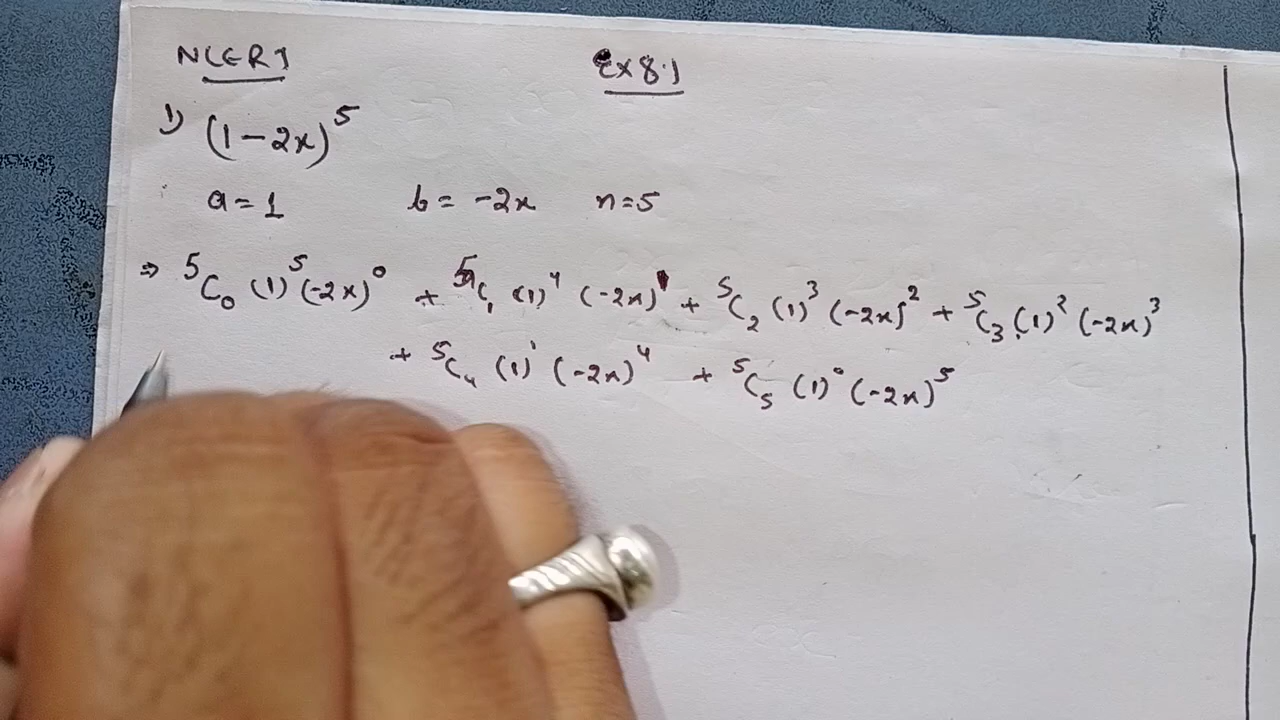 NCERT Ex 8.1
1) (1-2x)⁵
a = 1 b = -2x n=5
⇒ ⁵C₀ (1)⁵(-2x)⁰ + ⁵C₁ (1)⁴ (-2x)¹ + ⁵C₂ (1)³ (-2x)² + ⁵C₃ (1)² (-2x)³
+ ⁵C₄ (1)¹ (-2x)⁴ + ⁵C₅ (1)⁰ (-2x)⁵